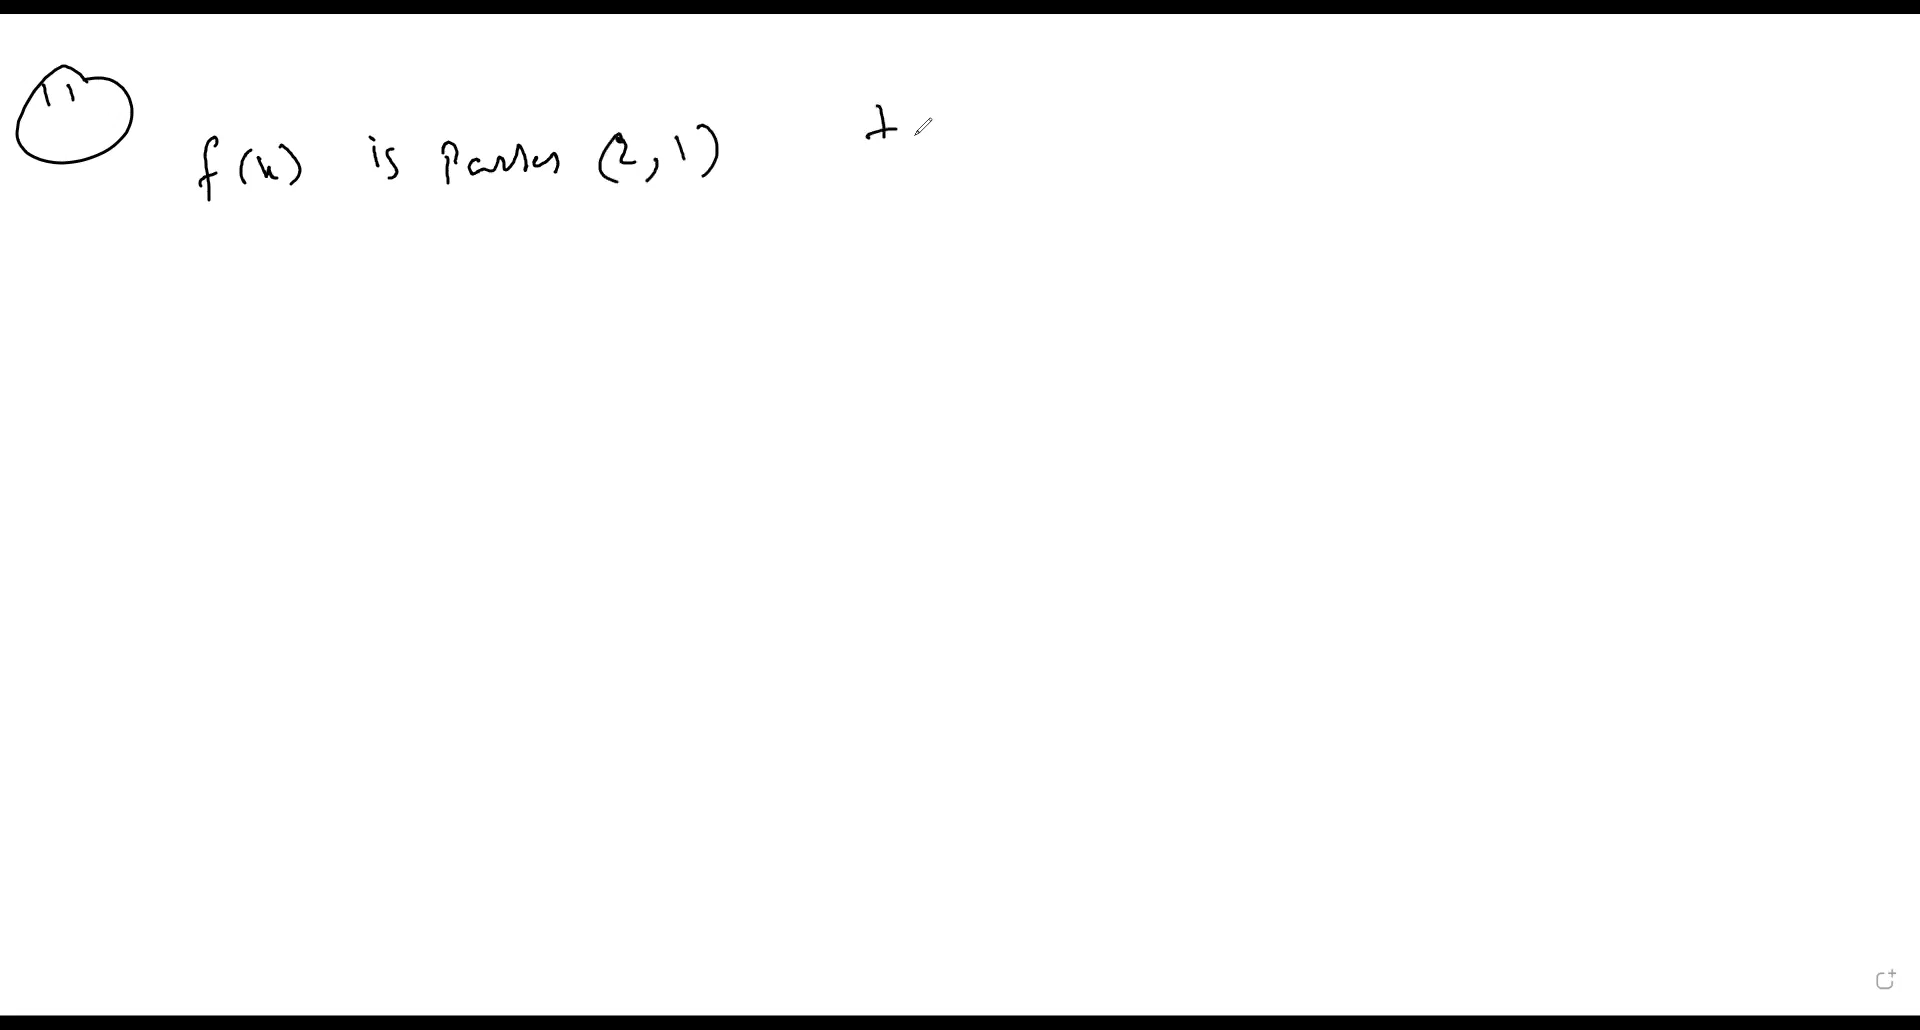 11 f(x) is passes (2,1)